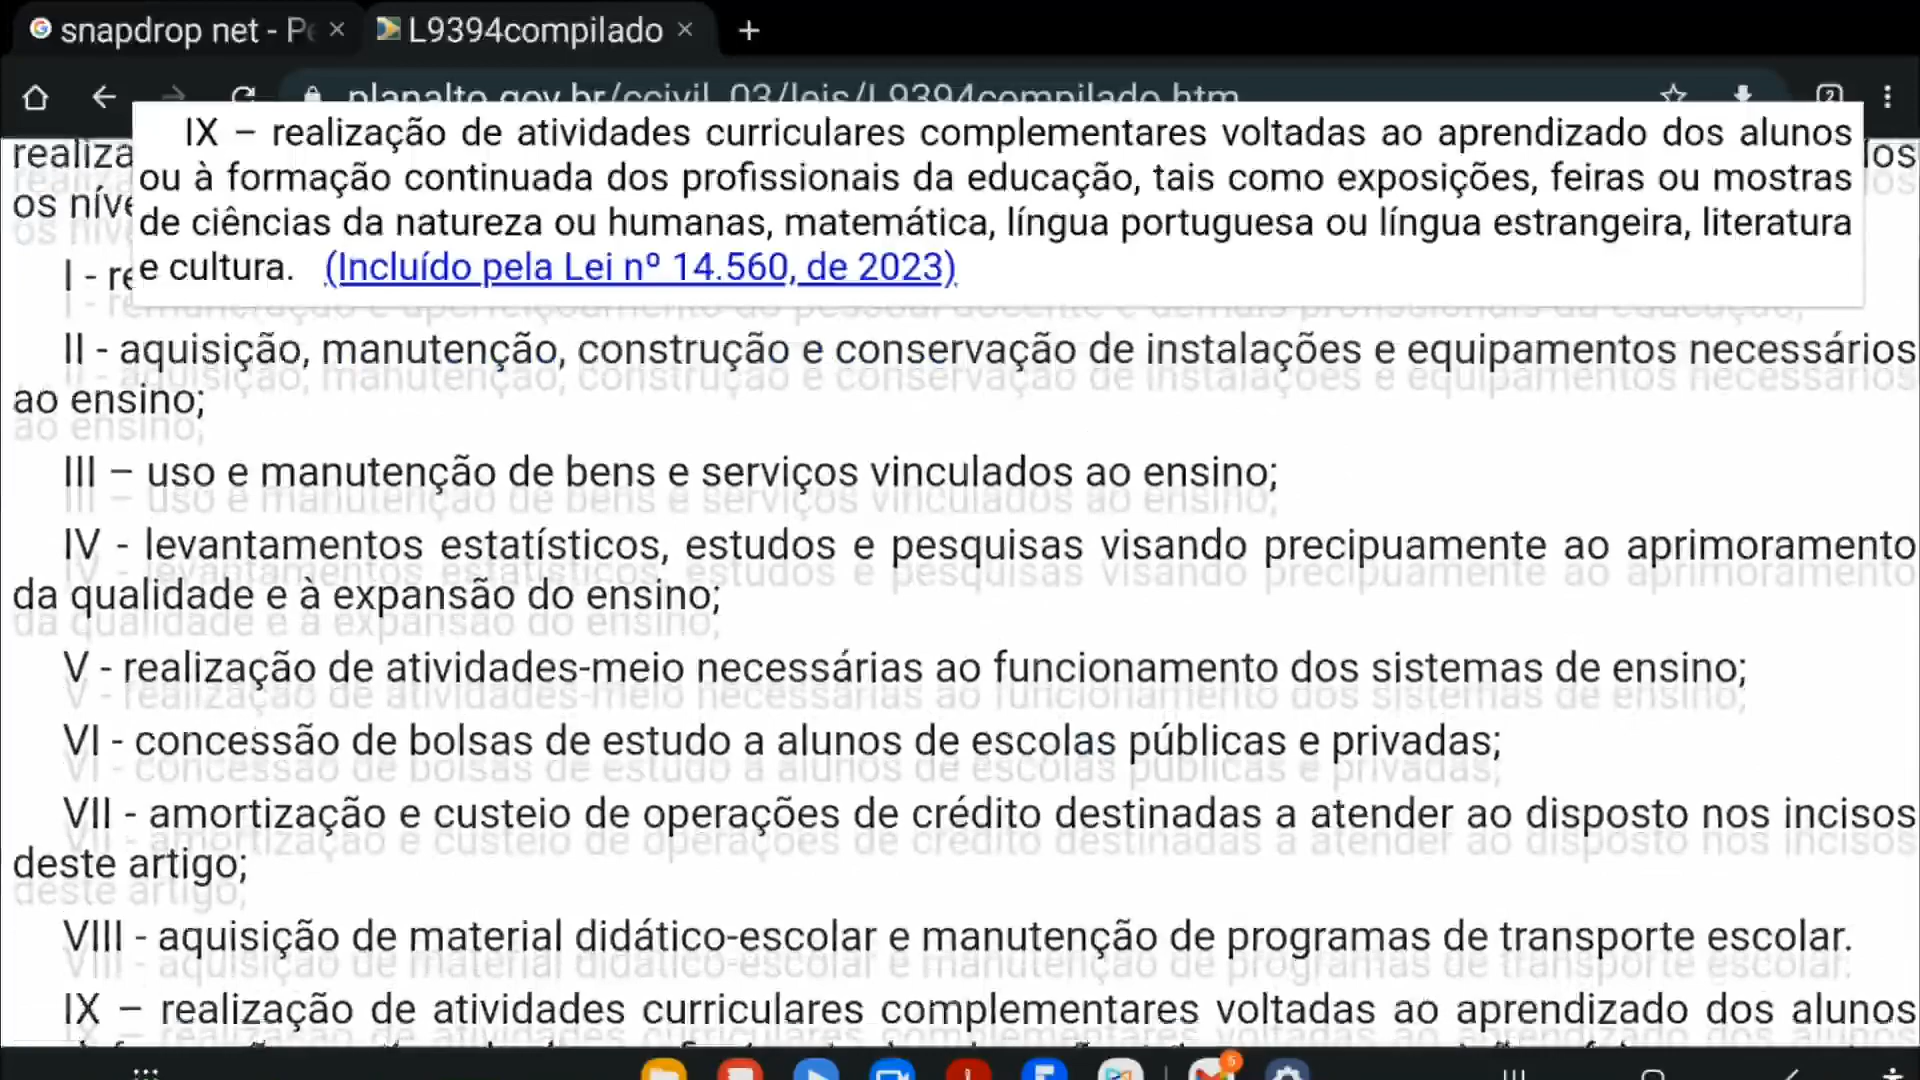 snapdrop net - Pe
L9394compilado
planalto.gov.br/ccivil_03/leis/L9394compilado.htm
2
IX – realização de atividades curriculares complementares voltadas ao aprendizado dos alunos
ou à formação continuada dos profissionais da educação, tais como exposições, feiras ou mostras
de ciências da natureza ou humanas, matemática, língua portuguesa ou língua estrangeira, literatura
e cultura. (Incluído pela Lei nº 14.560, de 2023)
realiza
os níve
I - re
II - aquisição, manutenção, construção e conservação de instalações e equipamentos necessários
ao ensino;
III – uso e manutenção de bens e serviços vinculados ao ensino;
IV - levantamentos estatísticos, estudos e pesquisas visando precipuamente ao aprimoramento
da qualidade e à expansão do ensino;
V - realização de atividades-meio necessárias ao funcionamento dos sistemas de ensino;
VI - concessão de bolsas de estudo a alunos de escolas públicas e privadas;
VII - amortização e custeio de operações de crédito destinadas a atender ao disposto nos incisos
deste artigo;
VIII - aquisição de material didático-escolar e manutenção de programas de transporte escolar.
IX – realização de atividades curriculares complementares voltadas ao aprendizado dos alunos
5